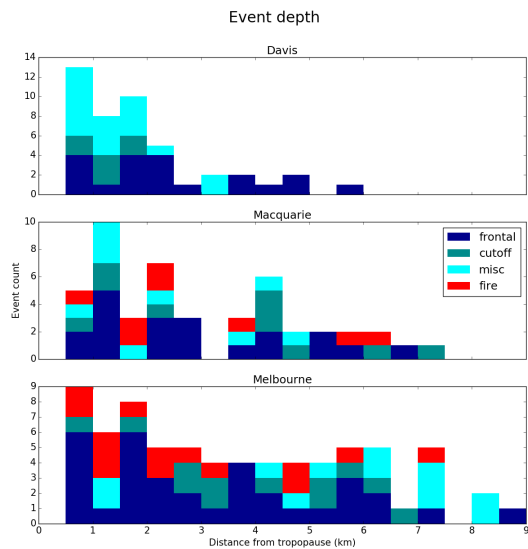 Event depth
Davis
14
12
10
8
6
4
2
0
Macquarie
10
8
6
4
2
0
Event count
frontal
cutoff
misc
fire
Melbourne
9
8
7
6
5
4
3
2
1
0
0 1 2 3 4 5 6 7 8 9
Distance from tropopause (km)